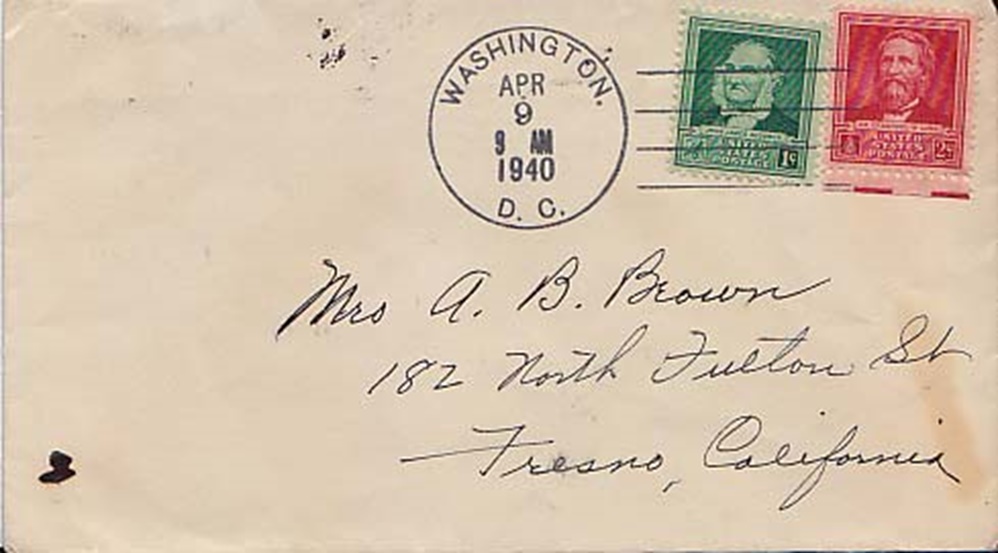 WASHINGTON.
APR
9
9 AM
1940
D. C.
UNITED
STATES
POSTAGE
1¢
UNITED
STATES
POSTAGE
2¢
Mrs A. B. Brown
182 North Fulton St
Fresno, California